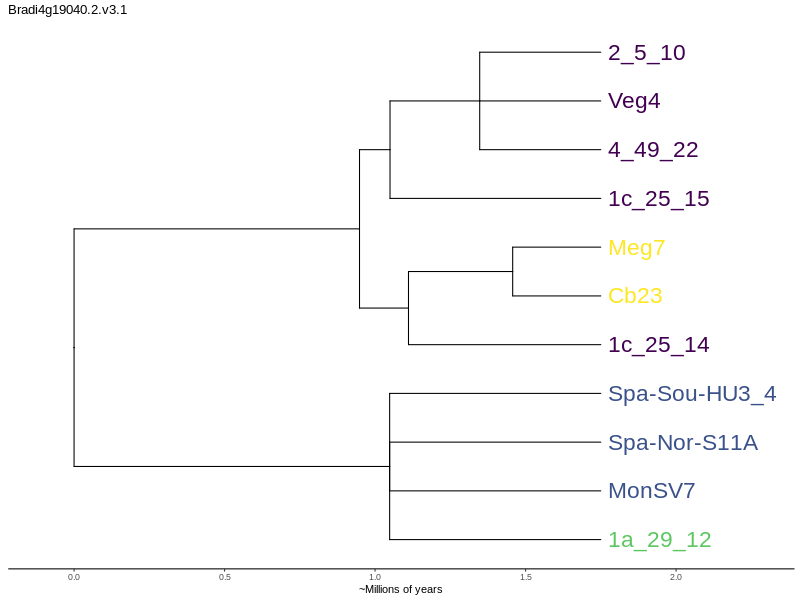 Bradi4g19040.2.v3.1
2_5_10
Veg4
4_49_22
1c_25_15
Meg7
Cb23
1c_25_14
Spa-Sou-HU3_4
Spa-Nor-S11A
MonSV7
1a_29_12
0.0 0.5 1.0 1.5 2.0
~Millions of years